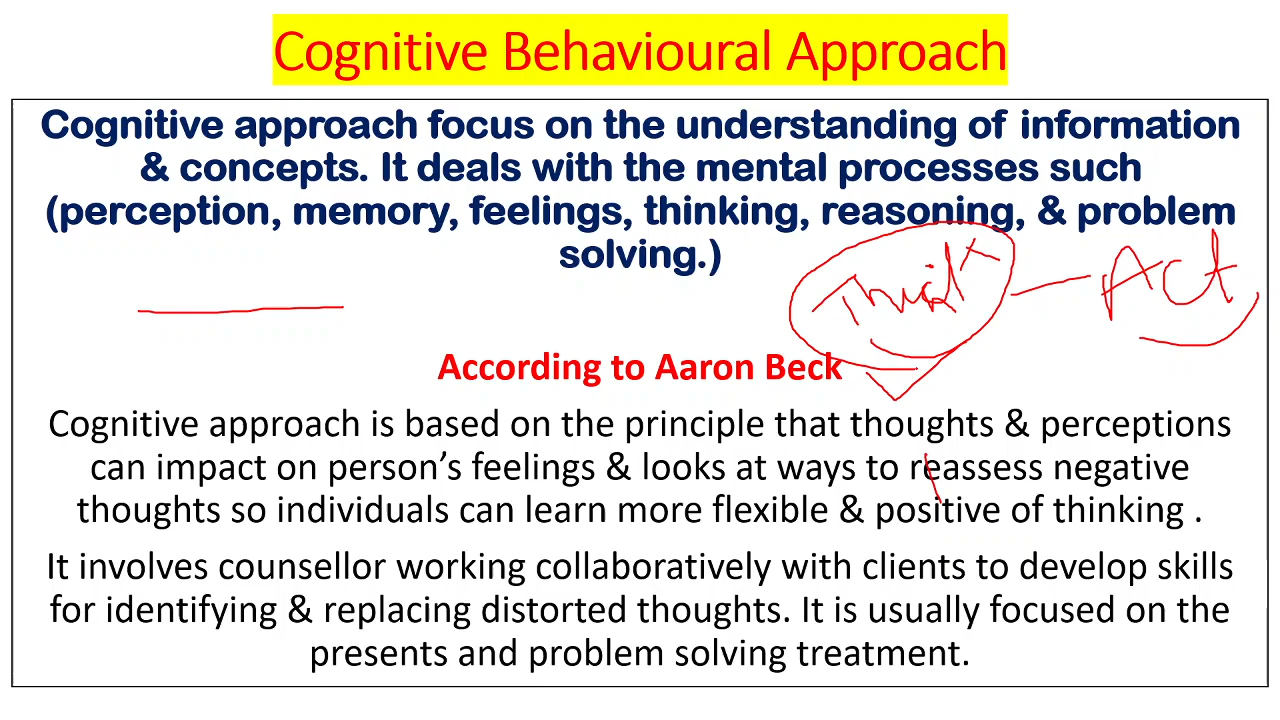 Cognitive Behavioural Approach
Cognitive approach focus on the understanding of information
& concepts. It deals with the mental processes such
(perception, memory, feelings, thinking, reasoning, & problem
solving.)
Think
Act
According to Aaron Beck
Cognitive approach is based on the principle that thoughts & perceptions
can impact on person’s feelings & looks at ways to reassess negative
thoughts so individuals can learn more flexible & positive of thinking .
It involves counsellor working collaboratively with clients to develop skills
for identifying & replacing distorted thoughts. It is usually focused on the
presents and problem solving treatment.